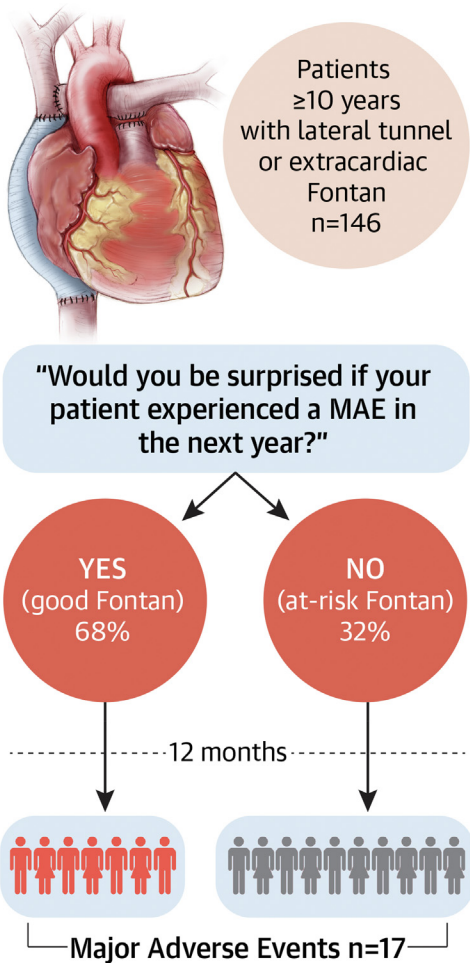 Patients
≥10 years
with lateral tunnel
or extracardiac
Fontan
n=146
"Would you be surprised if your
patient experienced a MAE in
the next year?"
YES
(good Fontan)
68%
NO
(at-risk Fontan)
32%
12 months
Major Adverse Events n=17